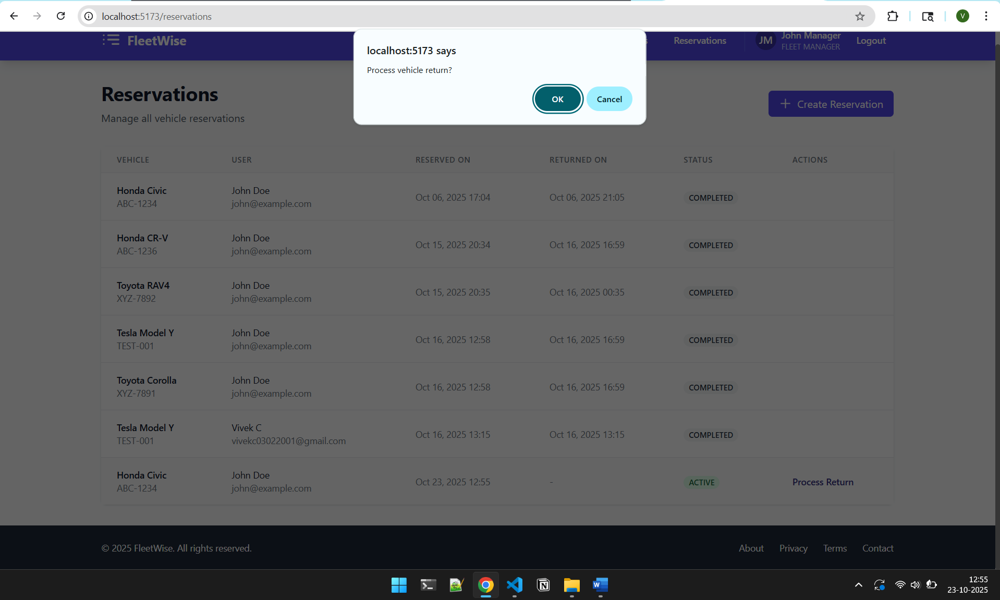 localhost:5173/reservations
V
FleetWise
Reservations
JM
John Manager
FLEET MANAGER
Logout
localhost:5173 says
Process vehicle return?
OK
Cancel
Reservations
Manage all vehicle reservations
Create Reservation
VEHICLE USER RESERVED ON RETURNED ON STATUS ACTIONS
Honda Civic
ABC-1234
John Doe
john@example.com
Oct 06, 2025 17:04
Oct 06, 2025 21:05
COMPLETED
Honda CR-V
ABC-1236
John Doe
john@example.com
Oct 15, 2025 20:34
Oct 16, 2025 16:59
COMPLETED
Toyota RAV4
XYZ-7892
John Doe
john@example.com
Oct 15, 2025 20:35
Oct 16, 2025 00:35
COMPLETED
Tesla Model Y
TEST-001
John Doe
john@example.com
Oct 16, 2025 12:58
Oct 16, 2025 16:59
COMPLETED
Toyota Corolla
XYZ-7891
John Doe
john@example.com
Oct 16, 2025 12:58
Oct 16, 2025 16:59
COMPLETED
Tesla Model Y
TEST-001
Vivek C
vivekc03022001@gmail.com
Oct 16, 2025 13:15
Oct 16, 2025 13:15
COMPLETED
Honda Civic
ABC-1234
John Doe
john@example.com
Oct 23, 2025 12:55
-
ACTIVE
Process Return
© 2025 FleetWise. All rights reserved.
About Privacy Terms Contact
12:55
23-10-2025